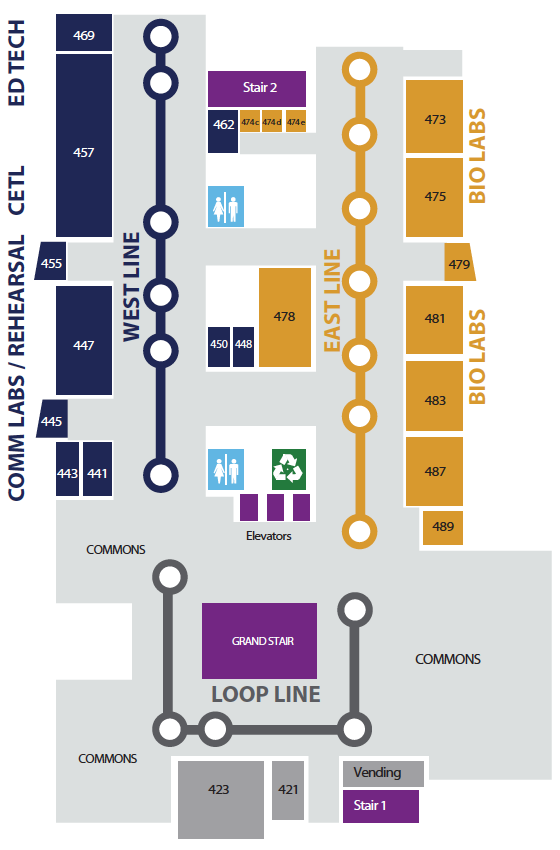 ED TECH
469
457
CETL
Stair 2
462
474c
474d
474e
473
475
BIO LABS
WEST LINE
EAST LINE
455
479
COMM LABS / REHEARSAL
447
450
448
478
481
483
BIO LABS
445
443
441
487
489
Elevators
COMMONS
GRAND STAIR
LOOP LINE
COMMONS
COMMONS
423
421
Vending
Stair 1